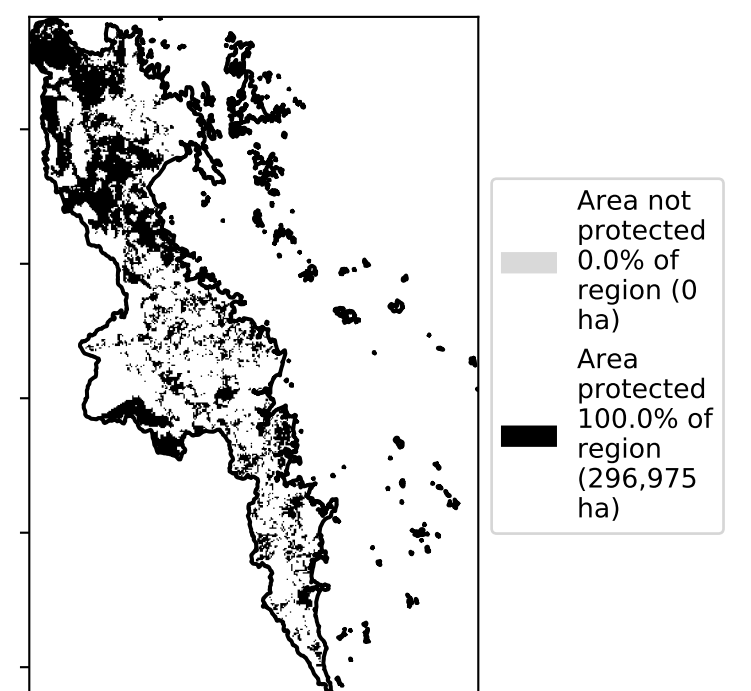 Area not
protected
0.0% of
region (0
ha)
Area
protected
100.0% of
region
(296,975
ha)